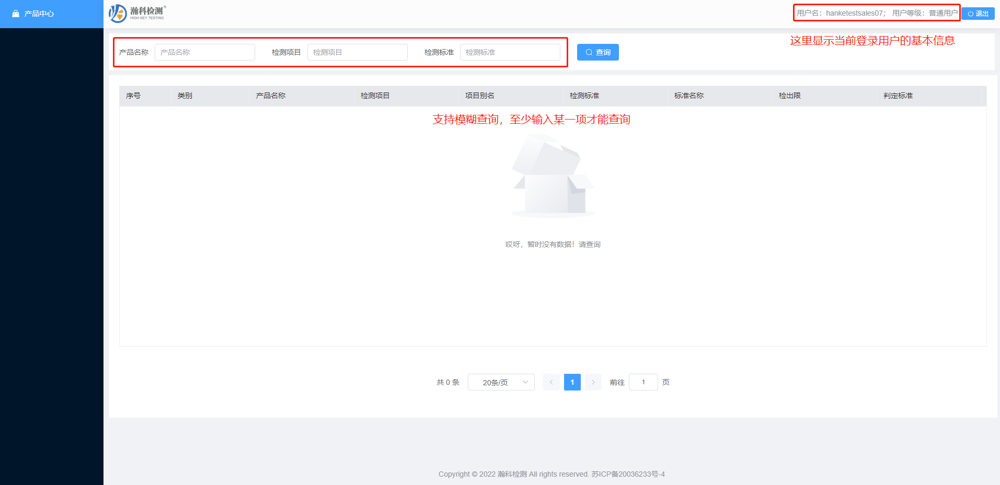 产品中心
瀚科检测®
HIGH KEY TESTING
用户名：hanketestsales07； 用户等级：普通用户
退出
这里显示当前登录用户的基本信息
产品名称 产品名称 检测项目 检测项目 检测标准 检测标准 查询
序号 类别 产品名称 检测项目 项目别名 检测标准 标准名称 检出限 判定标准
支持模糊查询，至少输入某一项才能查询
哎呀，暂时没有数据！请查询
共 0 条 20条/页 1 前往 1 页
Copyright © 2022 瀚科检测 All rights reserved. 苏ICP备20036233号-4